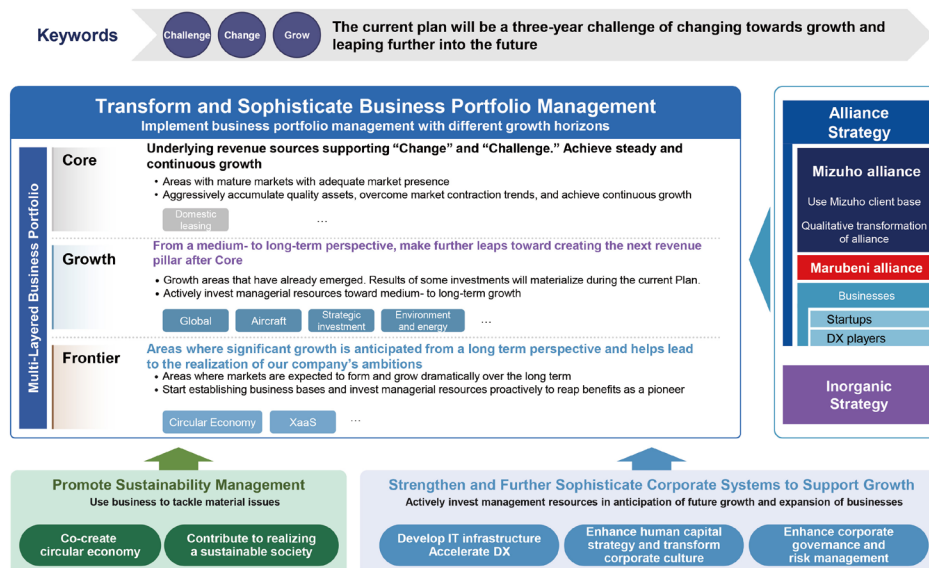 Keywords
Challenge
Change
Grow
The current plan will be a three-year challenge of changing towards growth and
leaping further into the future
Transform and Sophisticate Business Portfolio Management
Implement business portfolio management with different growth horizons
Multi-Layered Business Portfolio
Core
Underlying revenue sources supporting “Change” and “Challenge.” Achieve steady and
continuous growth
• Areas with mature markets with adequate market presence
• Aggressively accumulate quality assets, overcome market contraction trends, and achieve continuous growth
Domestic
leasing
…
Growth
From a medium- to long-term perspective, make further leaps toward creating the next revenue
pillar after Core
• Growth areas that have already emerged. Results of some investments will materialize during the current Plan.
• Actively invest managerial resources toward medium- to long-term growth
Global
Aircraft
Strategic
investment
Environment
and energy
…
Frontier
Areas where significant growth is anticipated from a long term perspective and helps lead
to the realization of our company’s ambitions
• Areas where markets are expected to form and grow dramatically over the long term
• Start establishing business bases and invest managerial resources proactively to reap benefits as a pioneer
Circular Economy
XaaS
…
Alliance
Strategy
Mizuho alliance
Use Mizuho client base
Qualitative transformation
of alliance
Marubeni alliance
Businesses
Startups
DX players
Inorganic
Strategy
Promote Sustainability Management
Use business to tackle material issues
Co-create
circular economy
Contribute to realizing
a sustainable society
Strengthen and Further Sophisticate Corporate Systems to Support Growth
Actively invest management resources in anticipation of future growth and expansion of businesses
Develop IT infrastructure
Accelerate DX
Enhance human capital
strategy and transform
corporate culture
Enhance corporate
governance and
risk management